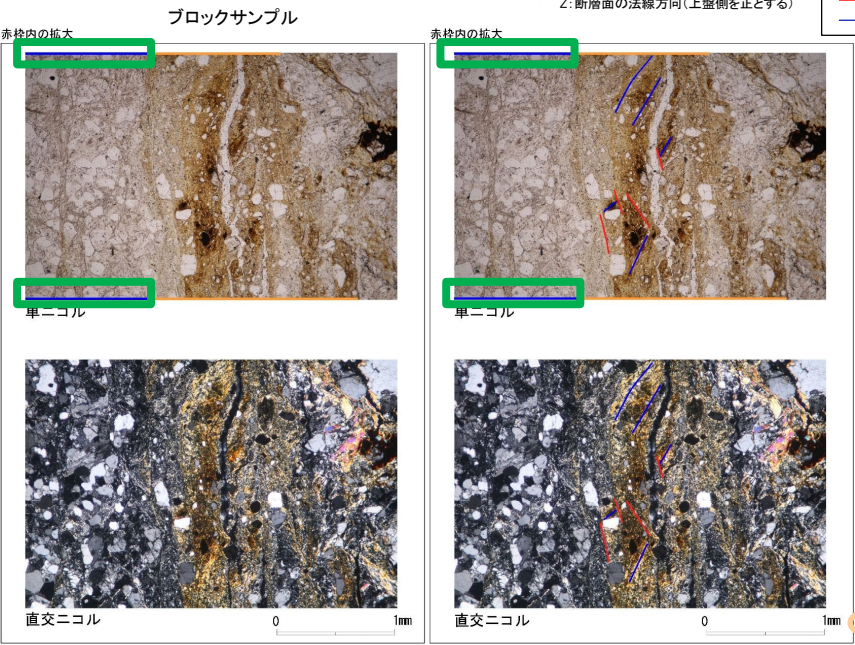 2：断層面の法線方向(上盤側を正とする)
ブロックサンプル
赤枠内の拡大
赤枠内の拡大
単ニコル
単ニコル
直交ニコル
0 1mm
直交ニコル
0 1mm